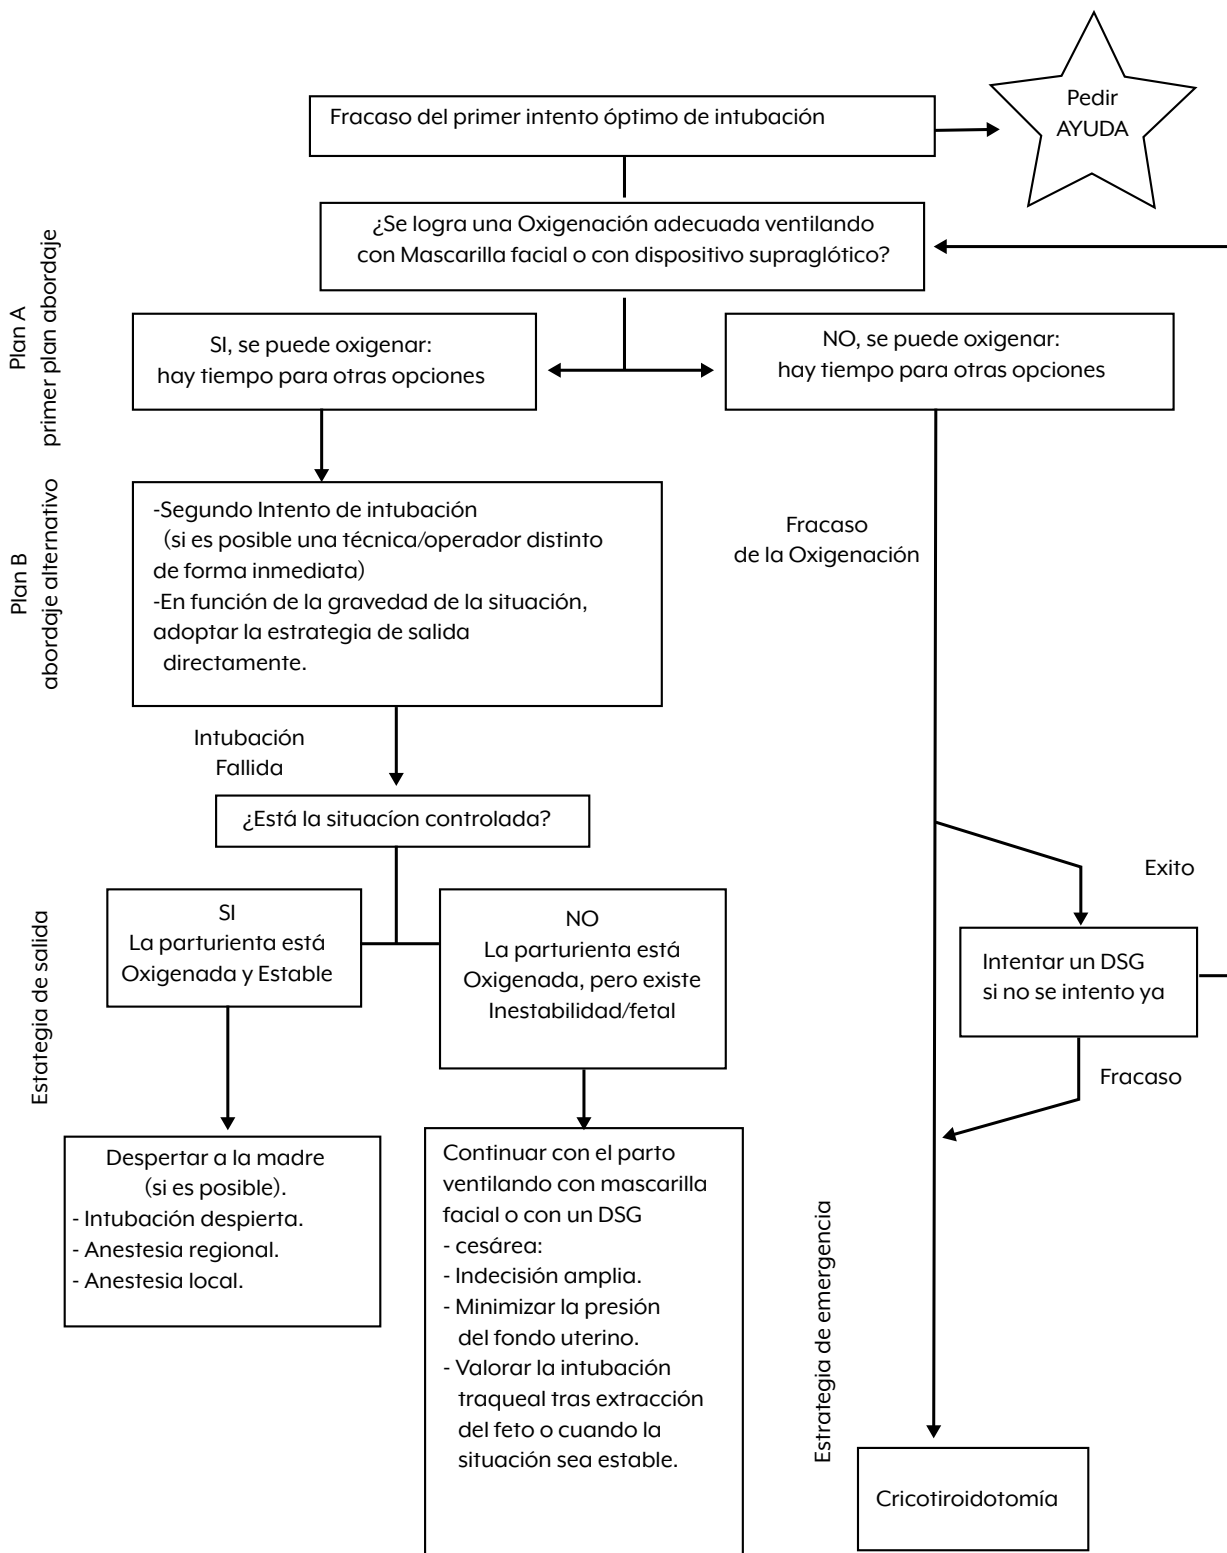 Pedir
AYUDA
Fracaso del primer intento óptimo de intubación
¿Se logra una Oxigenación adecuada ventilando
con Mascarilla facial o con dispositivo supraglótico?
Plan A
primer plan abordaje
SI, se puede oxigenar:
hay tiempo para otras opciones
NO, se puede oxigenar:
hay tiempo para otras opciones
Plan B
abordaje alternativo
-Segundo Intento de intubación
(si es posible una técnica/operador distinto
de forma inmediata)
-En función de la gravedad de la situación,
adoptar la estrategia de salida
directamente.
Fracaso
de la Oxigenación
Intubación
Fallida
¿Está la situacíon controlada?
Exito
Estategia de salida
SI
La parturienta está
Oxigenada y Estable
NO
La parturienta está
Oxigenada, pero existe
Inestabilidad/fetal
Intentar un DSG
si no se intento ya
Fracaso
Despertar a la madre
(si es posible).
- Intubación despierta.
- Anestesia regional.
- Anestesia local.
Continuar con el parto
ventilando con mascarilla
facial o con un DSG
- cesárea:
- Indecisión amplia.
- Minimizar la presión
del fondo uterino.
- Valorar la intubación
traqueal tras extracción
del feto o cuando la
situación sea estable.
Estrategia de emergencia
Cricotiroidotomía